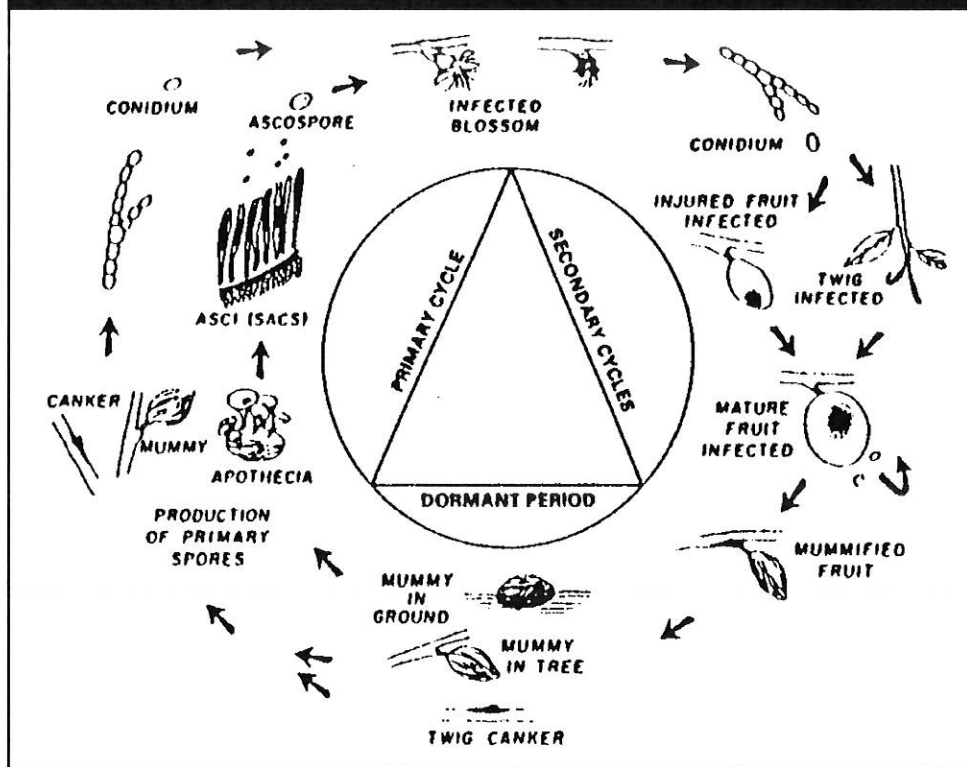 CONIDIUM
ASCOSPORE
INFECTED
BLOSSOM
CONIDIUM
INJURED FRUIT
INFECTED
TWIG
INFECTED
ASCI (SACS)
PRIMARY CYCLE
SECONDARY CYCLES
DORMANT PERIOD
CANKER
MUMMY
APOTHECIA
MATURE
FRUIT
INFECTED
PRODUCTION
OF PRIMARY
SPORES
MUMMIFIED
FRUIT
MUMMY
IN
GROUND
MUMMY
IN TREE
TWIG CANKER